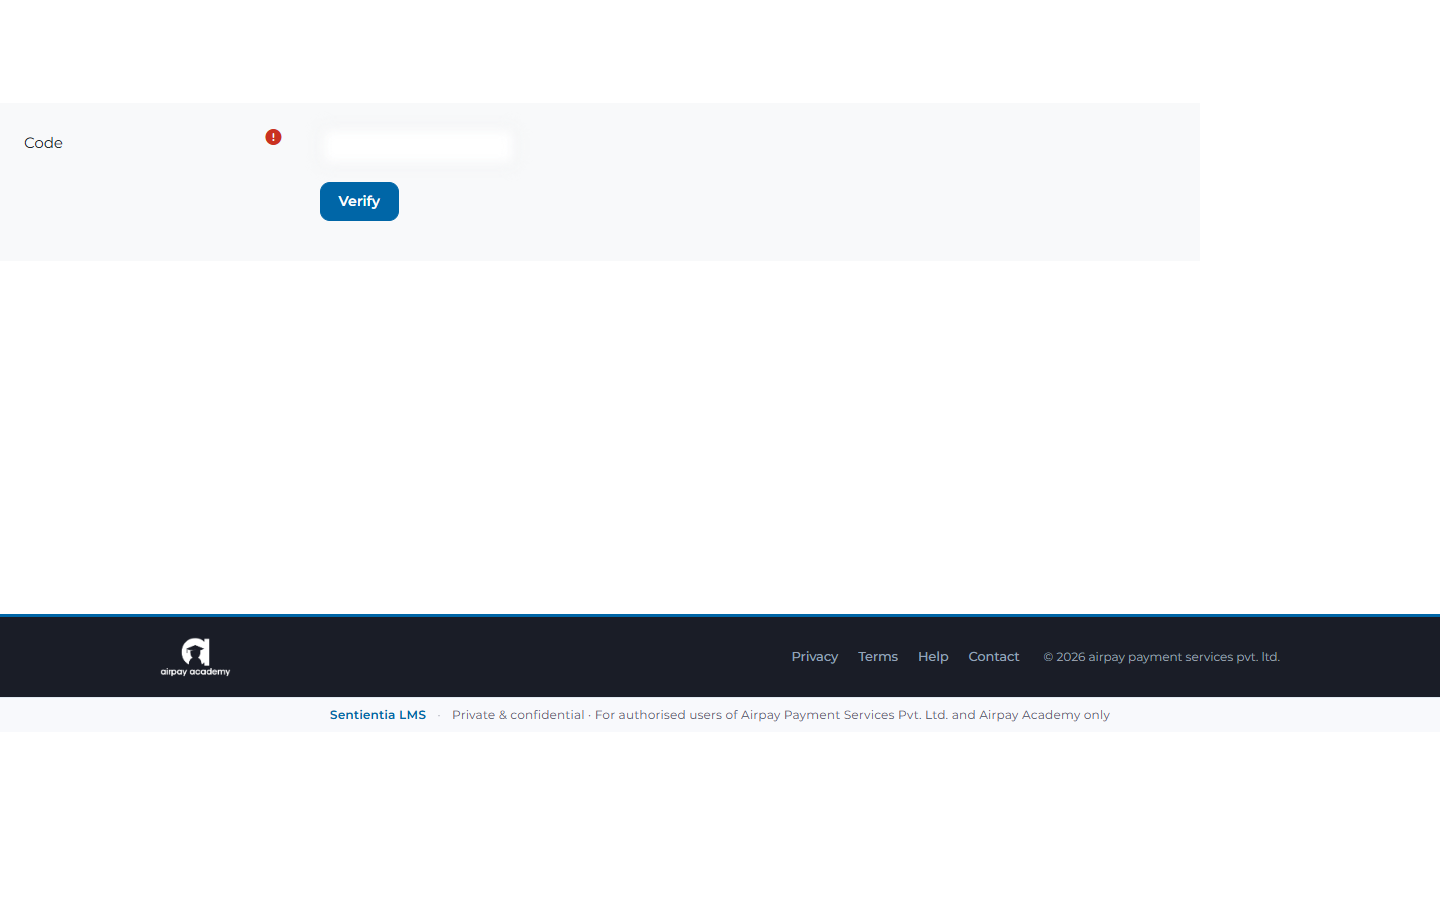 Code
Verify
airpay academy
Privacy Terms Help Contact © 2026 airpay payment services pvt. ltd.
Sentientia LMS · Private & confidential · For authorised users of Airpay Payment Services Pvt. Ltd. and Airpay Academy only